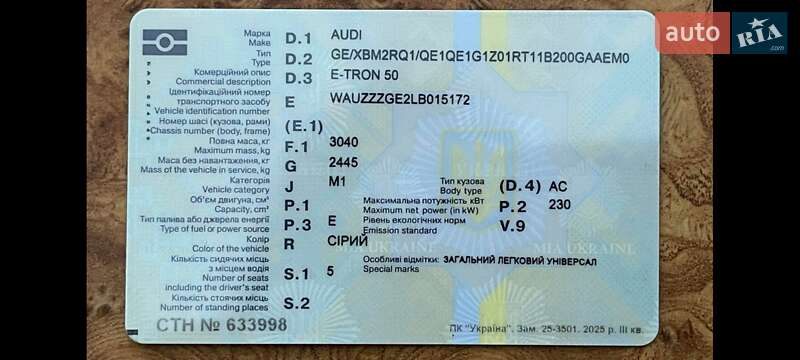 auto RIA.com
Марка D.1 AUDI
Make
Тип D.2 GE/XBM2RQ1/QE1QE1G1Z01RT11B200GAAEM0
Type
Комерційний опис D.3 E-TRON 50
Commercial description
Ідентифікаційний номер
транспортного засобу E WAUZZZGE2LB015172
Vehicle identification number
Номер шасі (кузова, рами) (E.1)
Chassis number (body, frame)
Повна маса, кг F.1 3040
Maximum mass, kg
Маса без навантаження, кг G 2445
Mass of the vehicle in service, kg
Категорія J M1 Тип кузова (D.4) AC
Vehicle category Body type
Об'єм двигуна, см³ P.1 Максимальна потужність кВт P.2 230
Capacity, cm³ Maximum net power (in kW)
Тип палива або джерела енергії P.3 E Рівень екологічних норм V.9
Type of fuel or power source Emission standard
Колір R СІРИЙ MIA UKRAINE
Color of the vehicle
Кількість сидячих місць Особливі відмітки: ЗАГАЛЬНИЙ ЛЕГКОВИЙ УНІВЕРСАЛ
з місцем водія S.1 5 Special marks
Number of seats
including the driver's seat
Кількість стоячих місць S.2
Number of standing places
СТН № 633998 ПК "Україна". Зам. 25-3501. 2025 р. III кв.